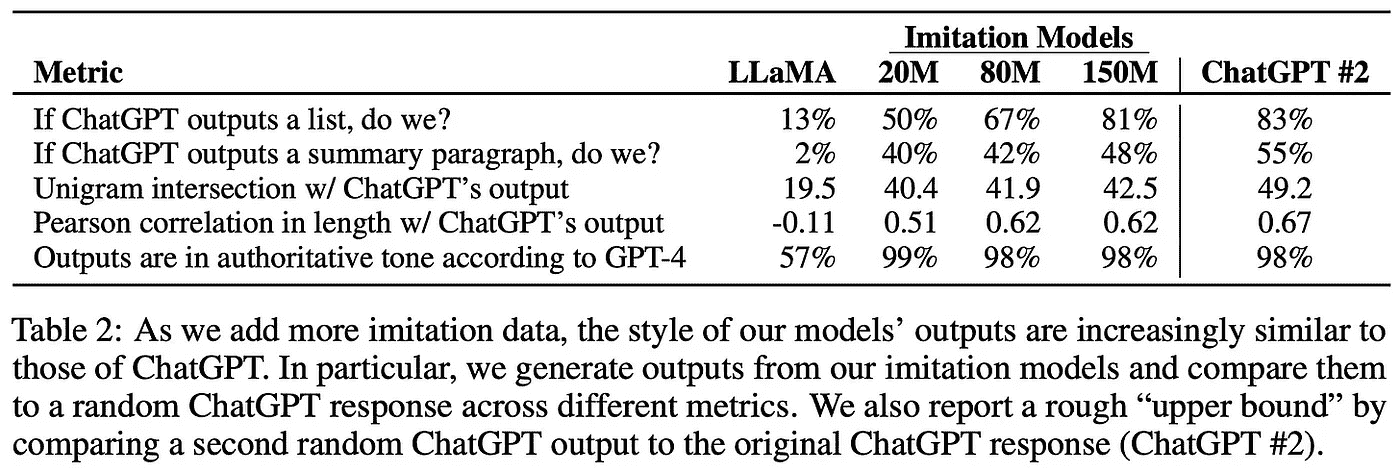 Imitation Models
Metric LLaMA 20M 80M 150M ChatGPT #2
If ChatGPT outputs a list, do we? 13% 50% 67% 81% 83%
If ChatGPT outputs a summary paragraph, do we? 2% 40% 42% 48% 55%
Unigram intersection w/ ChatGPT’s output 19.5 40.4 41.9 42.5 49.2
Pearson correlation in length w/ ChatGPT’s output -0.11 0.51 0.62 0.62 0.67
Outputs are in authoritative tone according to GPT-4 57% 99% 98% 98% 98%
Table 2: As we add more imitation data, the style of our models’ outputs are increasingly similar to
those of ChatGPT. In particular, we generate outputs from our imitation models and compare them
to a random ChatGPT response across different metrics. We also report a rough “upper bound” by
comparing a second random ChatGPT output to the original ChatGPT response (ChatGPT #2).